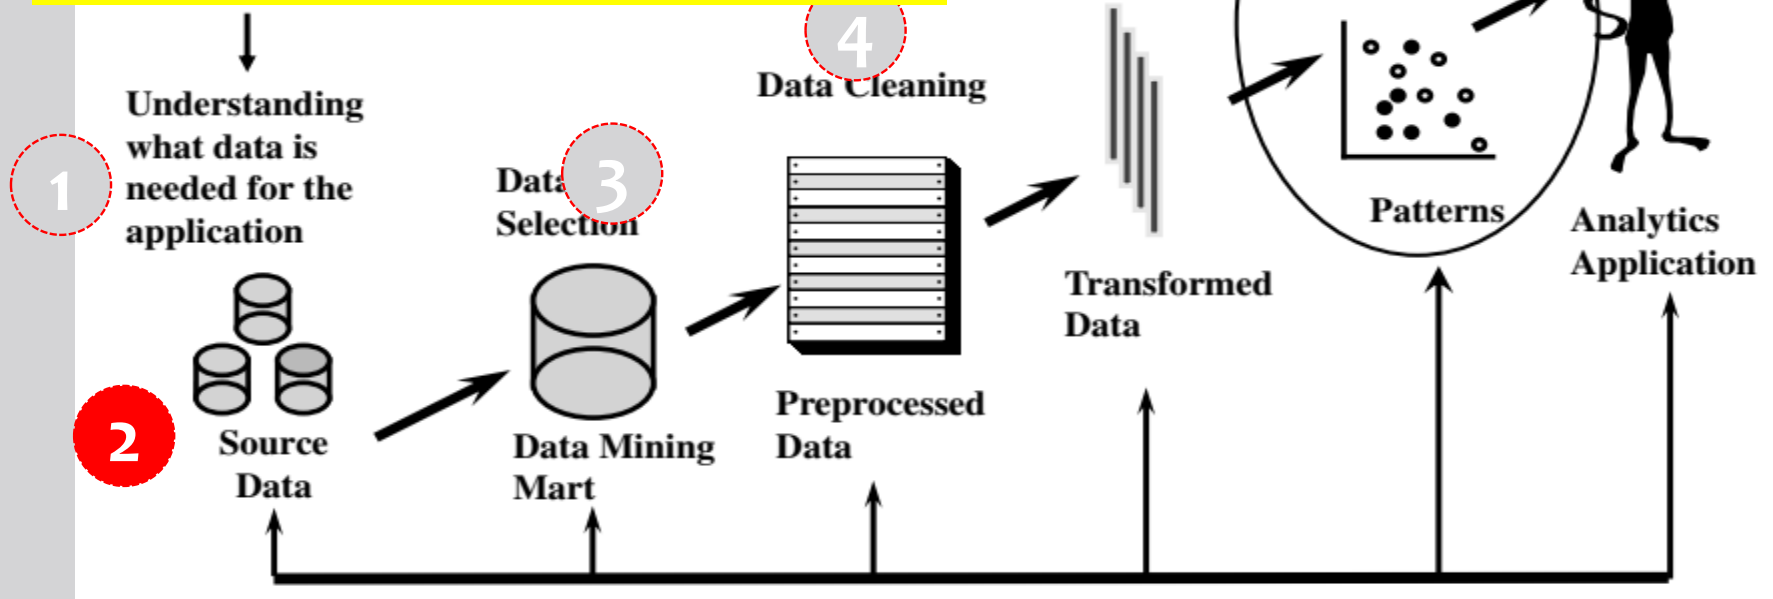 4
Data Cleaning
Understanding
what data is
needed for the
application
1
3
Data
Selection
Patterns
Analytics
Application
Transformed
Data
Preprocessed
Data
2
Source
Data
Data Mining
Mart